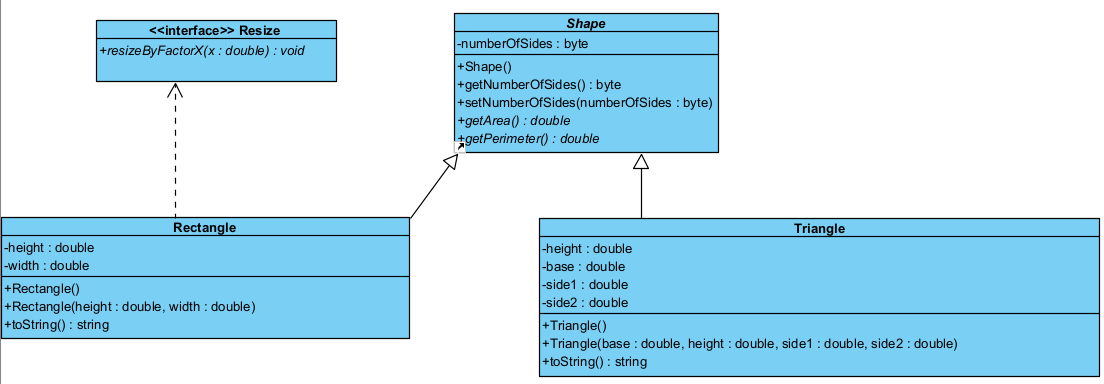 <<interface>> Resize
+resizeByFactorX(x : double) : void
Shape
-numberOfSides : byte
+Shape()
+getNumberOfSides() : byte
+setNumberOfSides(numberOfSides : byte)
+getArea() : double
+getPerimeter() : double
Rectangle
-height : double
-width : double
+Rectangle()
+Rectangle(height : double, width : double)
+toString() : string
Triangle
-height : double
-base : double
-side1 : double
-side2 : double
+Triangle()
+Triangle(base : double, height : double, side1 : double, side2 : double)
+toString() : string